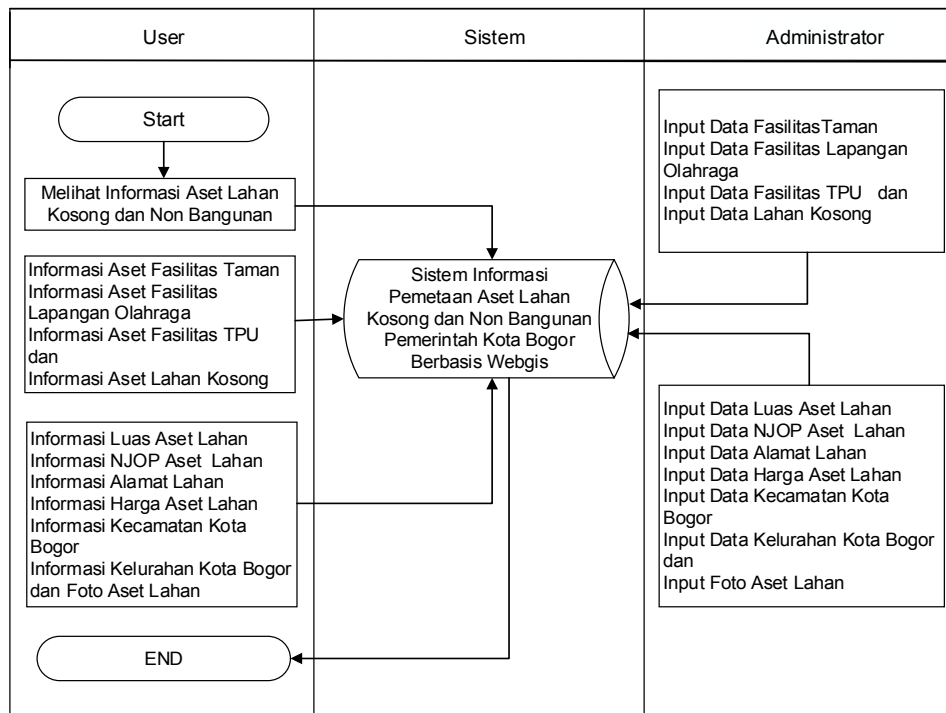 User
Sistem
Administrator
Start
Melihat Informasi Aset Lahan
Kosong dan Non Bangunan
Informasi Aset Fasilitas Taman
Informasi Aset Fasilitas
Lapangan Olahraga
Informasi Aset Fasilitas TPU
dan
Informasi Aset Lahan Kosong
Informasi Luas Aset Lahan
Informasi NJOP Aset Lahan
Informasi Alamat Lahan
Informasi Harga Aset Lahan
Informasi Kecamatan Kota
Bogor
Informasi Kelurahan Kota Bogor
dan Foto Aset Lahan
END
Sistem Informasi
Pemetaan Aset Lahan
Kosong dan Non Bangunan
Pemerintah Kota Bogor
Berbasis Webgis
Input Data FasilitasTaman
Input Data Fasilitas Lapangan
Olahraga
Input Data Fasilitas TPU dan
Input Data Lahan Kosong
Input Data Luas Aset Lahan
Input Data NJOP Aset Lahan
Input Data Alamat Lahan
Input Data Harga Aset Lahan
Input Data Kecamatan Kota
Bogor
Input Data Kelurahan Kota Bogor
dan
Input Foto Aset Lahan